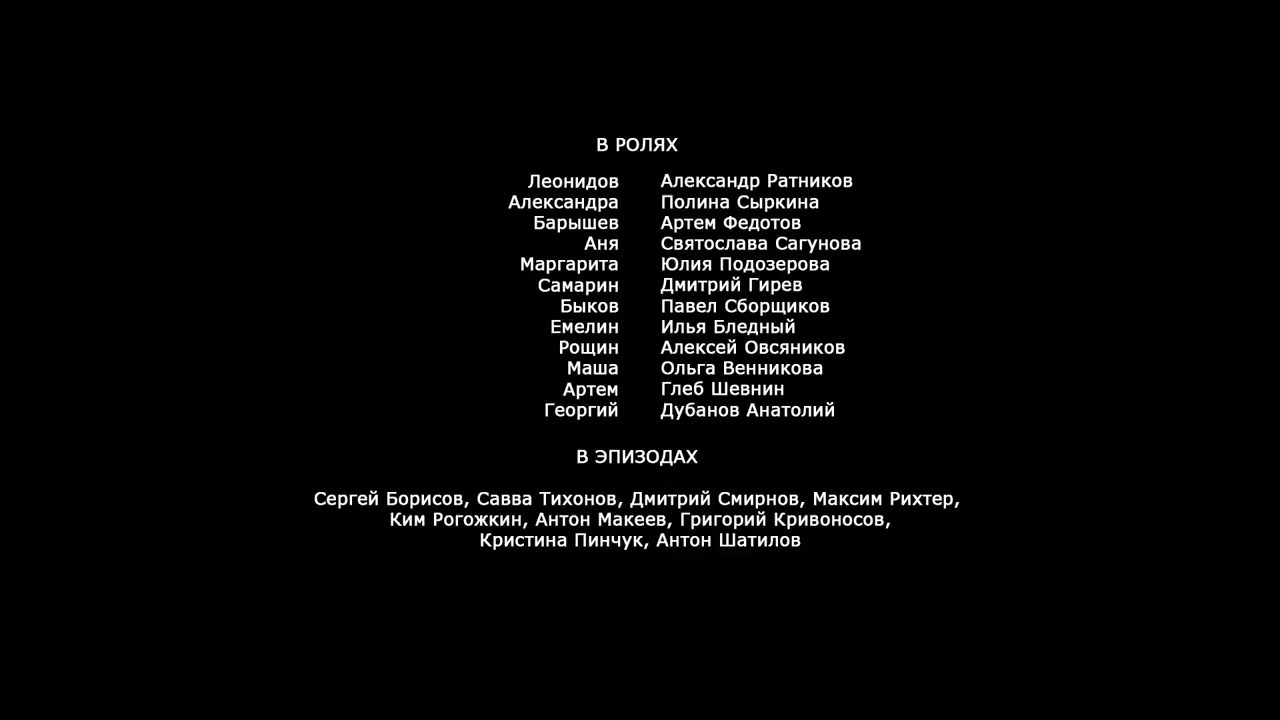 В РОЛЯХ
Леонидов Александр Ратников
Александра Полина Сыркина
Барышев Артем Федотов
Аня Святослава Сагунова
Маргарита Юлия Подозерова
Самарин Дмитрий Гирев
Быков Павел Сборщиков
Емелин Илья Бледный
Рощин Алексей Овсяников
Маша Ольга Венникова
Артем Глеб Шевнин
Георгий Дубанов Анатолий
В ЭПИЗОДАХ
Сергей Борисов, Савва Тихонов, Дмитрий Смирнов, Максим Рихтер,
Ким Рогожкин, Антон Макеев, Григорий Кривоносов,
Кристина Пинчук, Антон Шатилов